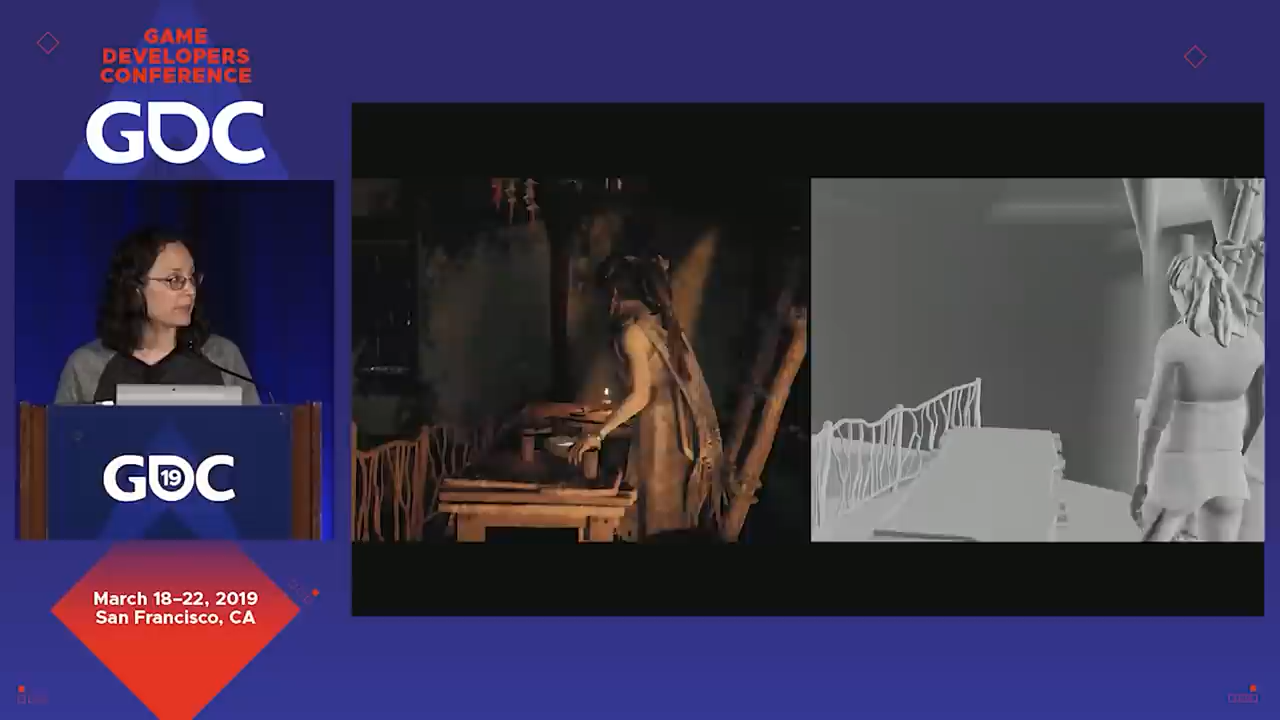 GAME
DEVELOPERS
CONFERENCE
GDC
GDC
19
March 18–22, 2019
San Francisco, CA